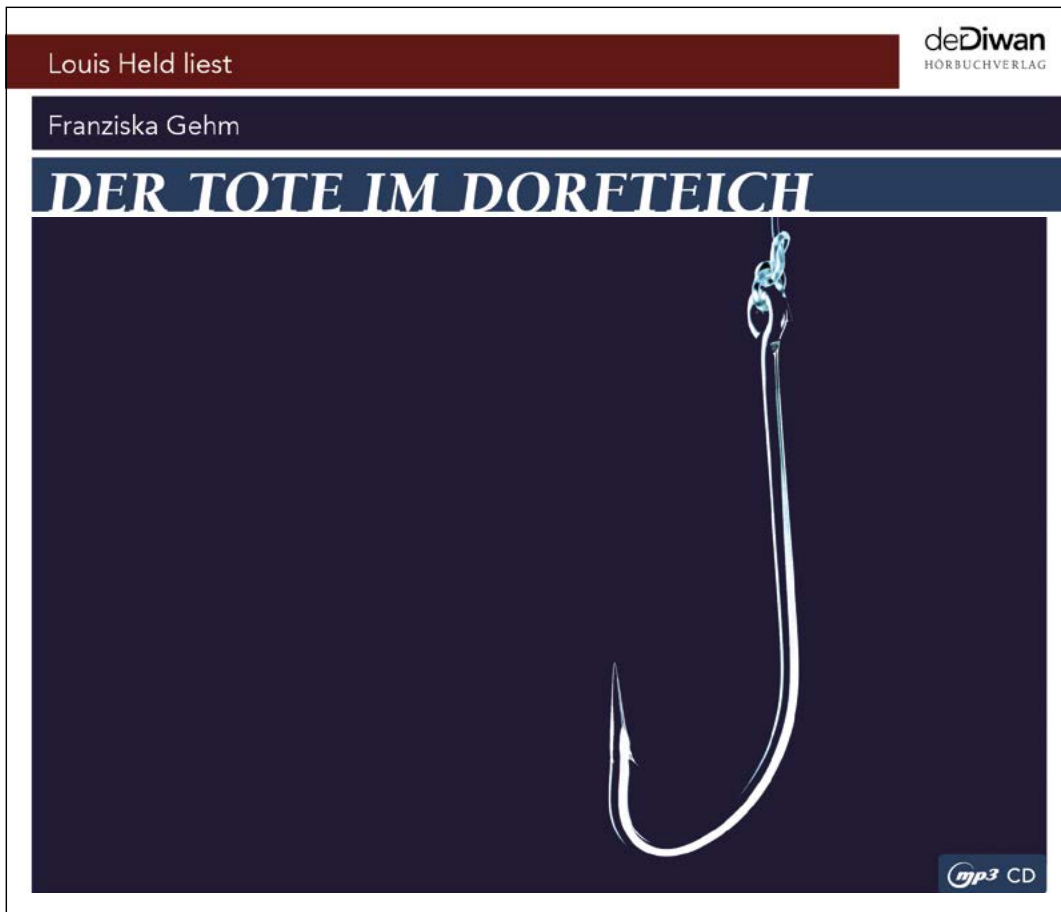 Louis Held liest
deDiwan
HÖRBUCHVERLAG
Franziska Gehm
DER TOTE IM DORFTEICH
mp3 CD